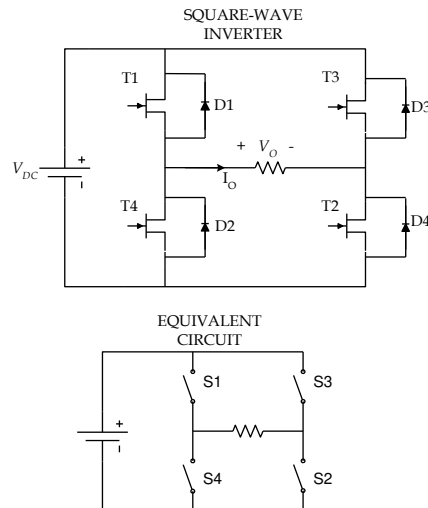 SQUARE-WAVE
INVERTER
T1
D1
T3
D3
+ V_O -
I_O
V_DC
+
-
T4
D2
T2
D4
EQUIVALENT
CIRCUIT
S1
S3
+
-
S4
S2